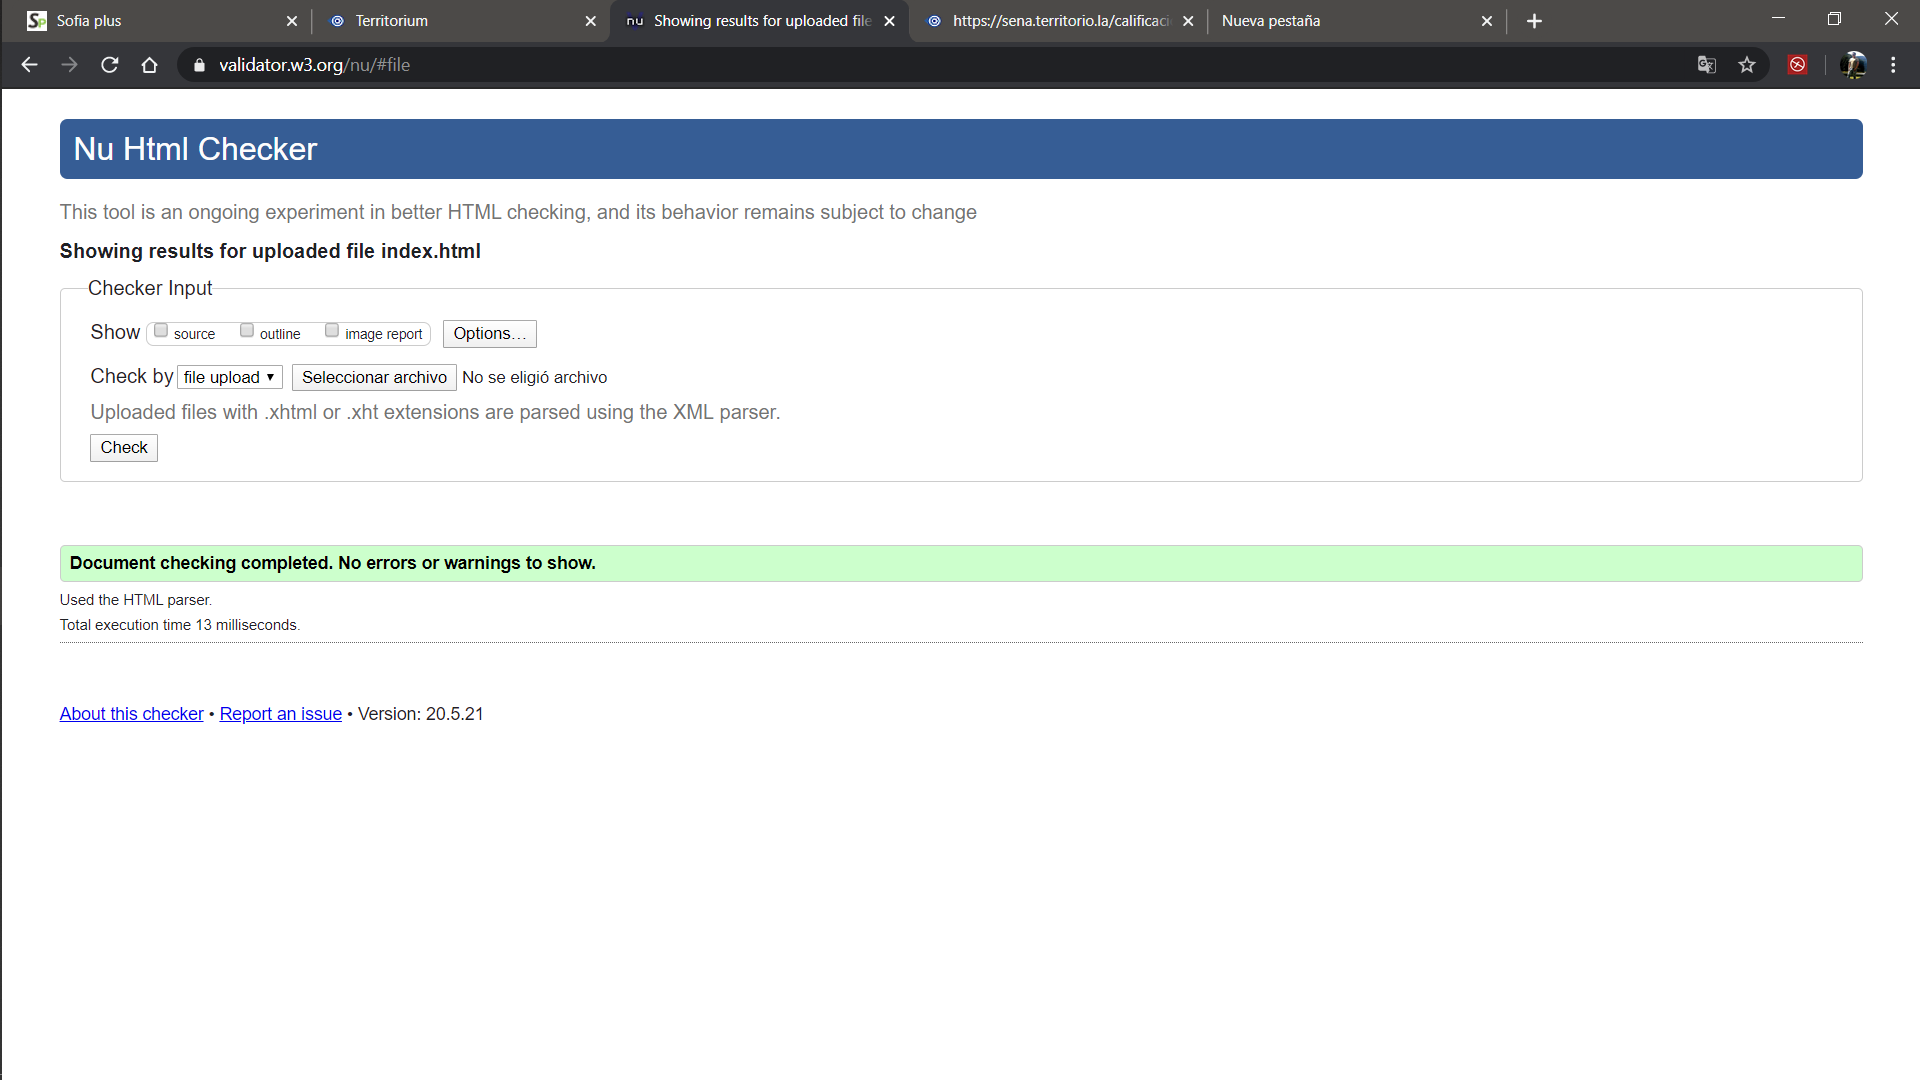 Sofia plus
Territorium
Showing results for uploaded file
https://sena.territorio.la/calificaci
Nueva pestaña
validator.w3.org/nu/#file
Nu Html Checker
This tool is an ongoing experiment in better HTML checking, and its behavior remains subject to change
Showing results for uploaded file index.html
Checker Input
Show source outline image report Options…
Check by file upload Seleccionar archivo No se eligió archivo
Uploaded files with .xhtml or .xht extensions are parsed using the XML parser.
Check
Document checking completed. No errors or warnings to show.
Used the HTML parser.
Total execution time 13 milliseconds.
About this checker • Report an issue • Version: 20.5.21